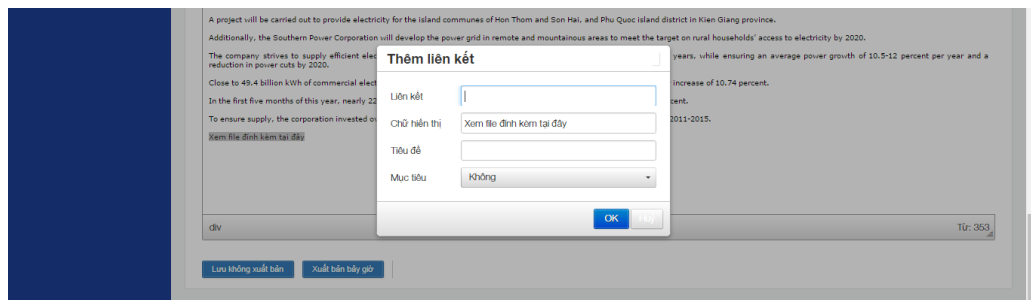 A project will be carried out to provide electricity for the island communes of Hon Thom and Son Hai, and Phu Quoc island district in Kien Giang province.
Additionally, the Southern Power Corporation will develop the power grid in remote and mountainous areas to meet the target on rural households' access to electricity by 2020.
The company strives to supply efficient elec
years, while ensuring an average power growth of 10.5-12 percent per year and a
reduction in power cuts by 2020.
Close to 49.4 billion kWh of commercial elect
increase of 10.74 percent.
In the first five months of this year, nearly 22
cent.
To ensure supply, the corporation invested ov
2011-2015.
Xem file đính kèm tại đây
Thêm liên kết
Liên kết
Chữ hiển thị Xem file đính kèm tại đây
Tiêu đề
Mục tiêu Không
OK Hủy
div Từ: 353
Lưu không xuất bản Xuất bản bây giờ